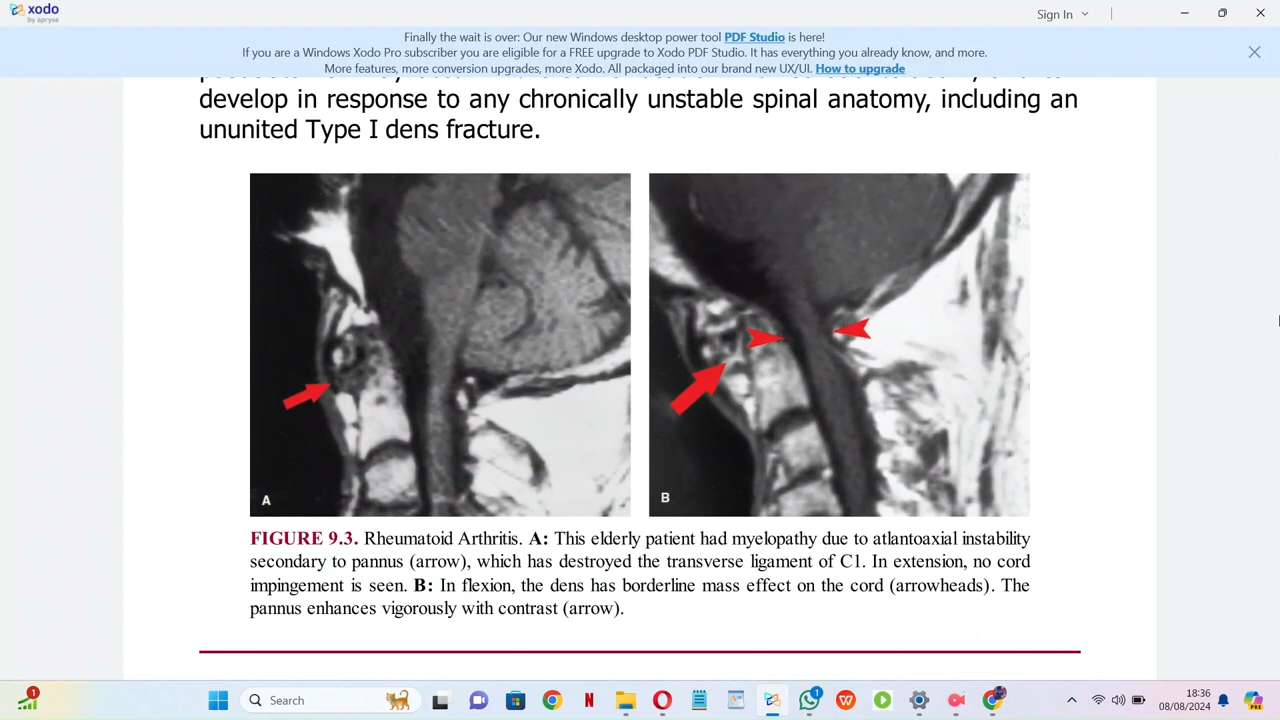 xodo
by apryse
Sign In
Finally the wait is over: Our new Windows desktop power tool PDF Studio is here!
If you are a Windows Xodo Pro subscriber you are eligible for a FREE upgrade to Xodo PDF Studio. It has everything you already know, and more.
More features, more conversion upgrades, more Xodo. All packaged into our brand new UX/UI. How to upgrade
develop in response to any chronically unstable spinal anatomy, including an
ununited Type I dens fracture.
A
B
FIGURE 9.3. Rheumatoid Arthritis. A: This elderly patient had myelopathy due to atlantoaxial instability
secondary to pannus (arrow), which has destroyed the transverse ligament of C1. In extension, no cord
impingement is seen. B: In flexion, the dens has borderline mass effect on the cord (arrowheads). The
pannus enhances vigorously with contrast (arrow).
1
Search
N
1
W
08/08/2024